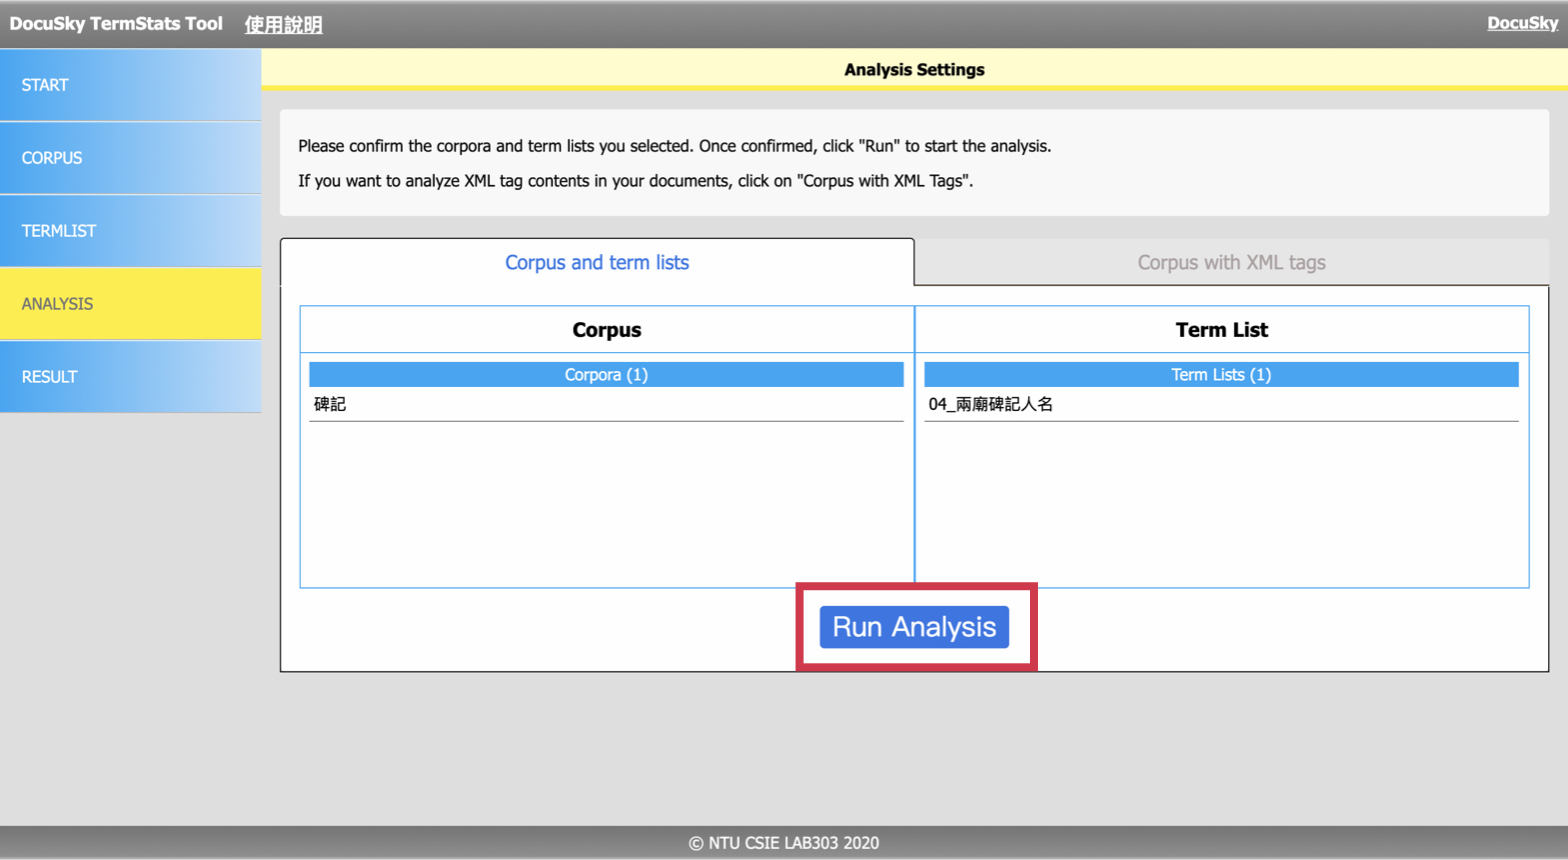 DocuSky TermStats Tool 使用說明 DocuSky
START
CORPUS
TERMLIST
ANALYSIS
RESULT
Analysis Settings
Please confirm the corpora and term lists you selected. Once confirmed, click "Run" to start the analysis.
If you want to analyze XML tag contents in your documents, click on "Corpus with XML Tags".
Corpus and term lists
Corpus with XML tags
Corpus
Term List
Corpora (1)
Term Lists (1)
碑記
04_兩廟碑記人名
Run Analysis
© NTU CSIE LAB303 2020